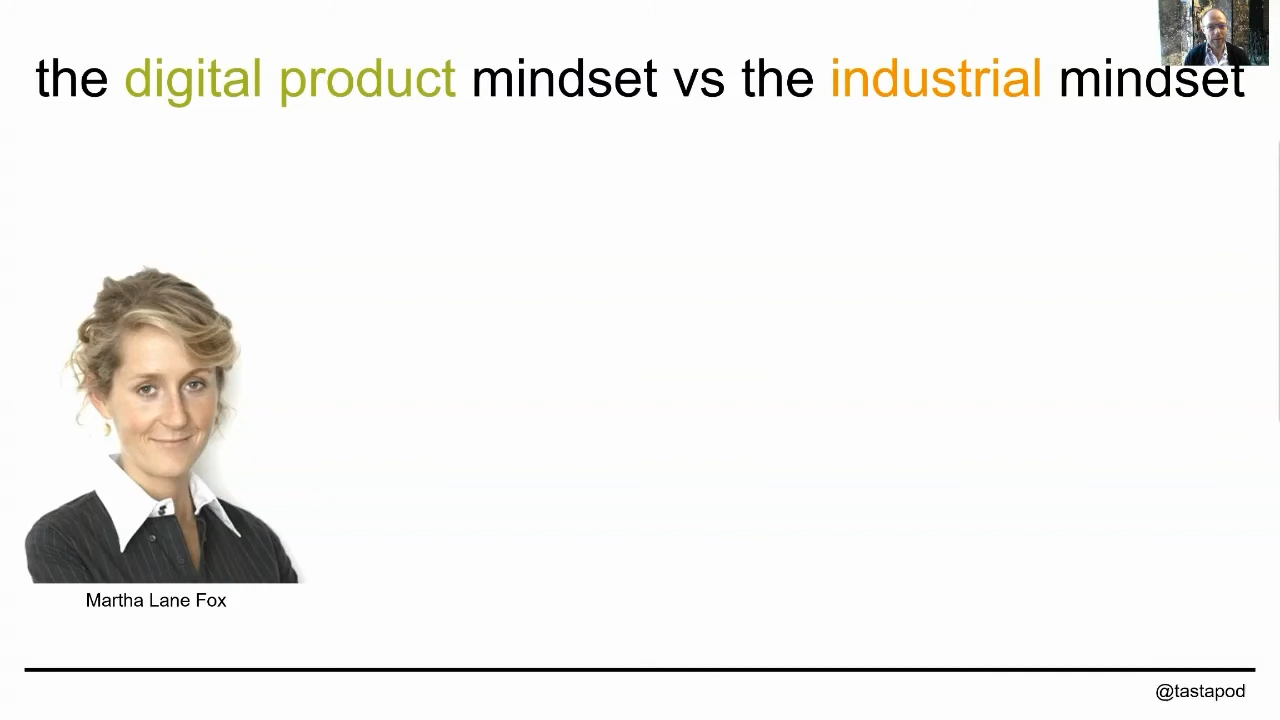 the digital product mindset vs the industrial mindset
Martha Lane Fox
@tastapod